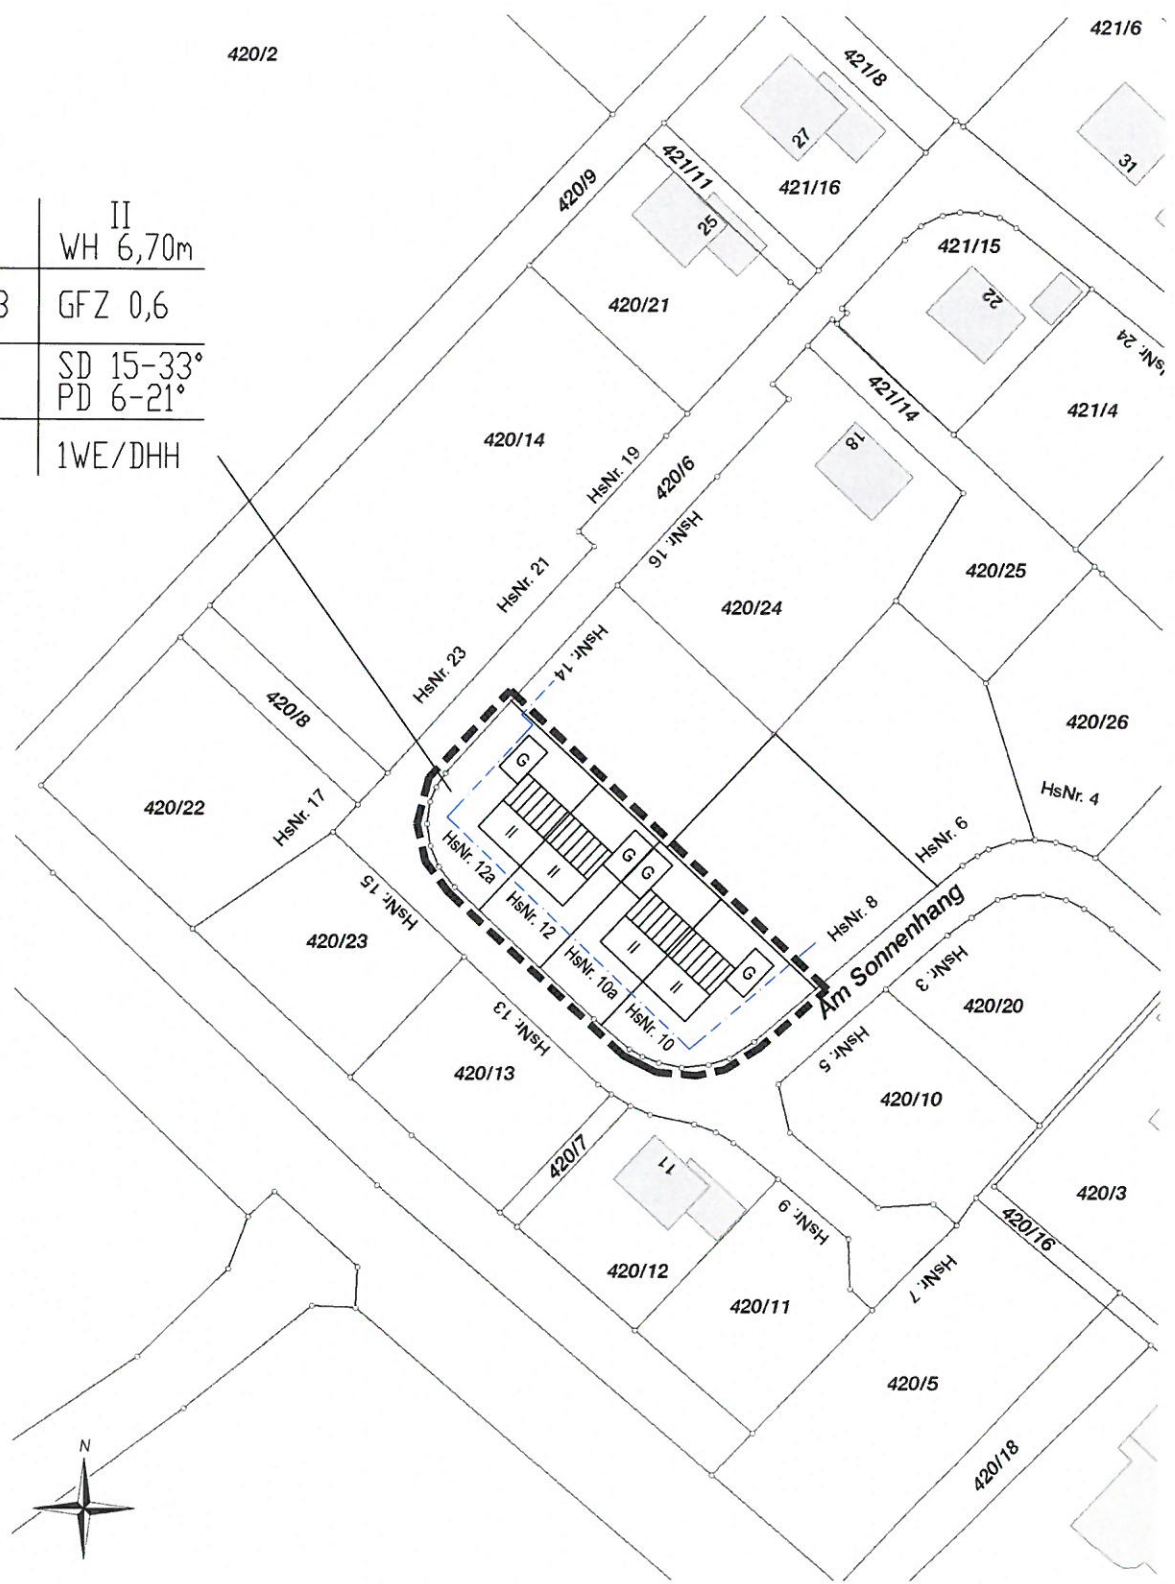 420/2
421/6
421/8
27
31
421/11
421/16
420/9
25
421/15
II
WH 6,70m
3
GFZ 0,6
22
420/21
HsNr. 24
SD 15-33°
PD 6-21°
421/14
421/4
18
1WE/DHH
420/14
HsNr. 19
420/6
HsNr. 16
HsNr. 21
420/25
420/24
HsNr. 14
HsNr. 23
420/8
420/26
G
HsNr. 4
420/22
HsNr. 17
II
HsNr. 6
G
II
HsNr. 12a
G
HsNr. 15
HsNr. 12
HsNr. 8
420/23
II
Am Sonnenhang
HsNr. 10a
G
HsNr. 3
II
420/20
HsNr. 10
HsNr. 13
HsNr. 5
420/13
420/10
420/7
11
420/3
HsNr. 9
420/16
420/12
HsNr. 7
420/11
420/5
N
420/18